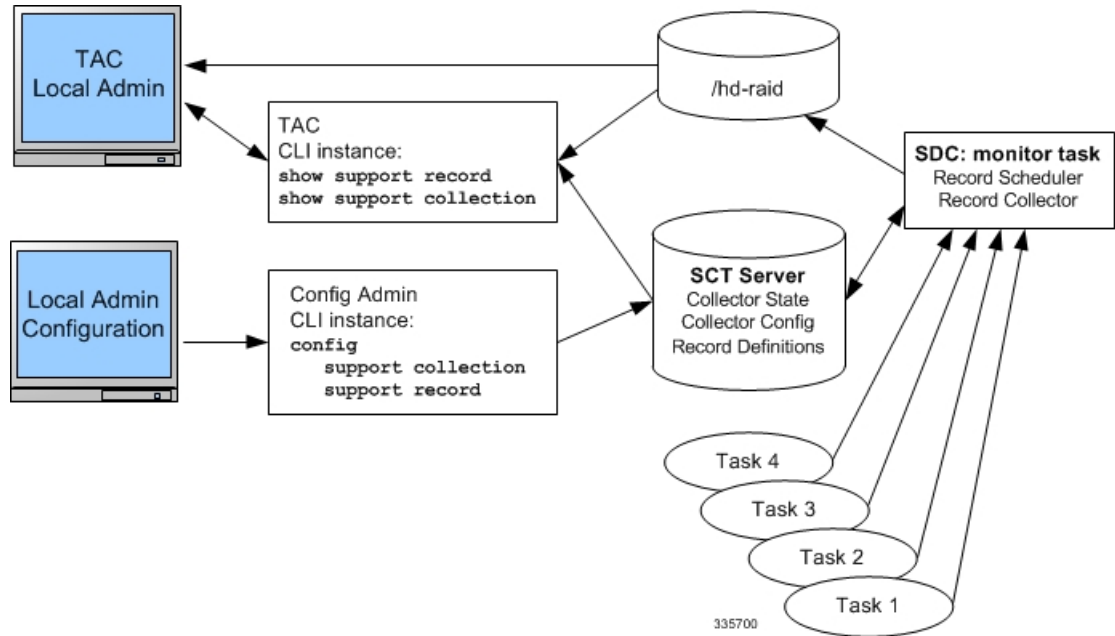 TAC
Local Admin
/hd-raid
TAC
CLI instance:
show support record
show support collection
SDC: monitor task
Record Scheduler
Record Collector
Local Admin
Configuration
Config Admin
CLI instance:
config
support collection
support record
SCT Server
Collector State
Collector Config
Record Definitions
Task 4
Task 3
Task 2
Task 1
335700